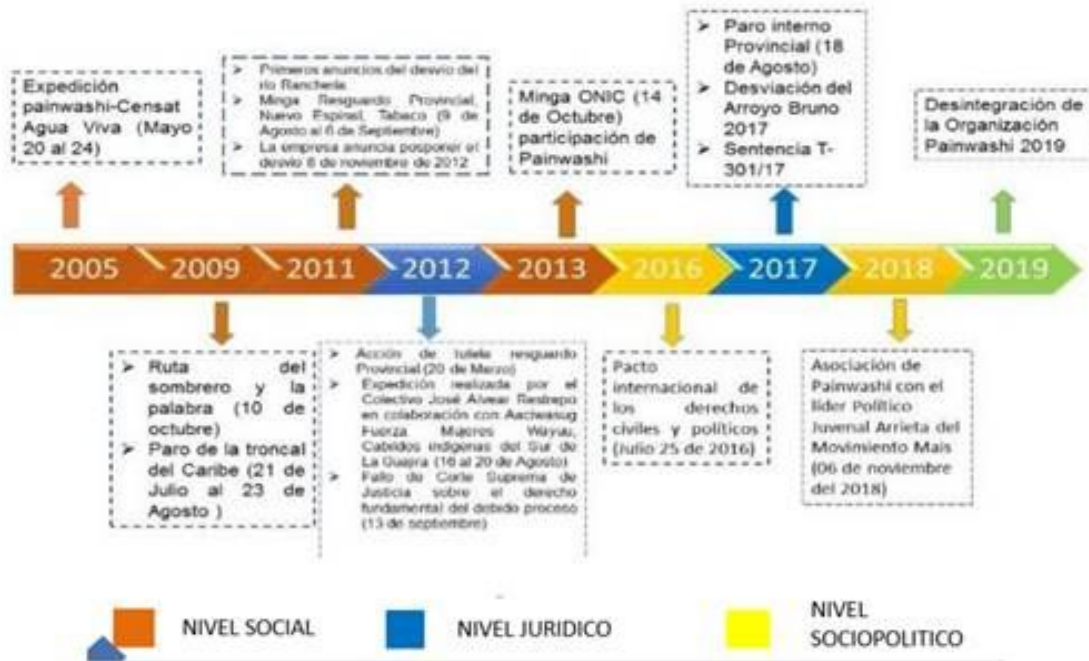 Expedición
painwashi-Censat
Agua Viva (Mayo
20 al 24)
➢ Primeros anuncios del desvio del
río Ranchería
➢ Minga Resguardo Provincial,
Nuevo Espinal, Tabaco (9 de
Agosto al 6 de Septiembre)
➢ La empresa anuncia posponer el
desvio 8 de noviembre de 2012
Minga ONIC (14
de Octubre)
participación de
Painwashi
➢ Paro interno
Provincial (18
de Agosto)
➢ Desviación del
Arroyo Bruno
2017
➢ Sentencia T-
301/17
Desintegración de
la Organización
Painwashi 2019
2005 2009 2011 2012 2013 2016 2017 2018 2019
➢ Ruta del
sombrero y la
palabra (10 de
octubre)
➢ Paro de la troncal
del Caribe (21 de
Julio al 23 de
Agosto )
➢ Acción de tutela resguardo
Provincial (20 de Marzo)
➢ Expedición realizada por el
Colectivo José Alvear Restrepo
en colaboración con
Fuerza Mujeres Wayuu,
Cabildos indígenas del Sur de
La Guajira (16 al 20 de Agosto)
➢ Fallo de Corte Suprema de
Justicia sobre el derecho
fundamental del debido proceso
(13 de septiembre)
Pacto
internacional de
los derechos
civiles y políticos
(Julio 25 de 2016)
Asociación de
Painwashi con el
líder Político
Juvenal Arrieta del
Movimiento Mais
(06 de noviembre
del 2018)
NIVEL SOCIAL
NIVEL JURIDICO
NIVEL
SOCIOPOLITICO